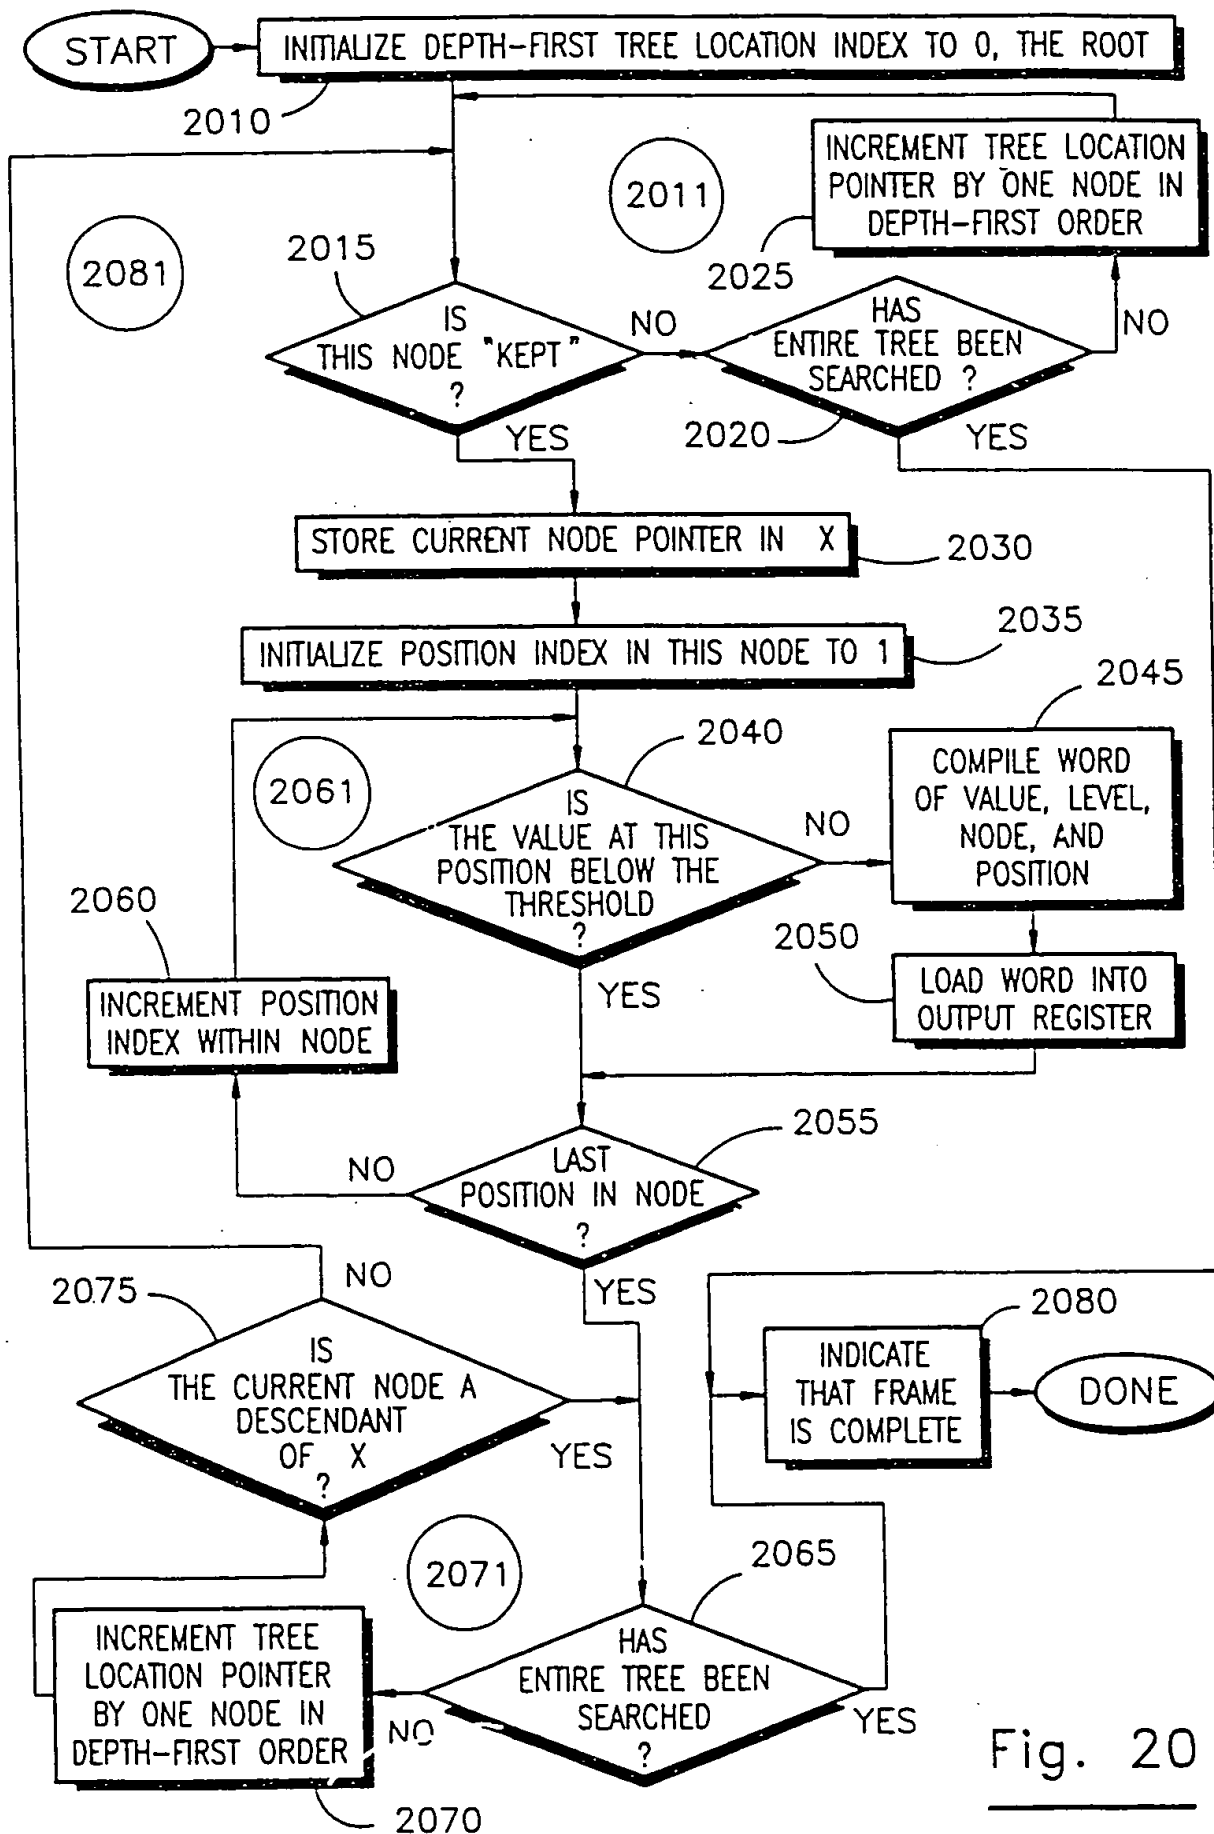 START
INITIALIZE DEPTH-FIRST TREE LOCATION INDEX TO 0, THE ROOT
2010
INCREMENT TREE LOCATION
POINTER BY ONE NODE IN
DEPTH-FIRST ORDER
2011
2025
2081
2015
IS
THIS NODE "KEPT"
?
NO
HAS
ENTIRE TREE BEEN
SEARCHED ?
NO
2020
YES
YES
STORE CURRENT NODE POINTER IN X
2030
INITIALIZE POSITION INDEX IN THIS NODE TO 1
2035
2045
2040
2061
IS
THE VALUE AT THIS
POSITION BELOW THE
THRESHOLD
?
NO
COMPILE WORD
OF VALUE, LEVEL,
NODE, AND
POSITION
2060
2050
YES
INCREMENT POSITION
INDEX WITHIN NODE
LOAD WORD INTO
OUTPUT REGISTER
2055
NO
LAST
POSITION IN NODE
?
YES
2075
NO
2080
IS
THE CURRENT NODE A
DESCENDANT
OF X
?
YES
INDICATE
THAT FRAME
IS COMPLETE
DONE
2071
2065
INCREMENT TREE
LOCATION POINTER
BY ONE NODE IN
DEPTH-FIRST ORDER
NO
HAS
ENTIRE TREE BEEN
SEARCHED
?
YES
2070
Fig. 20